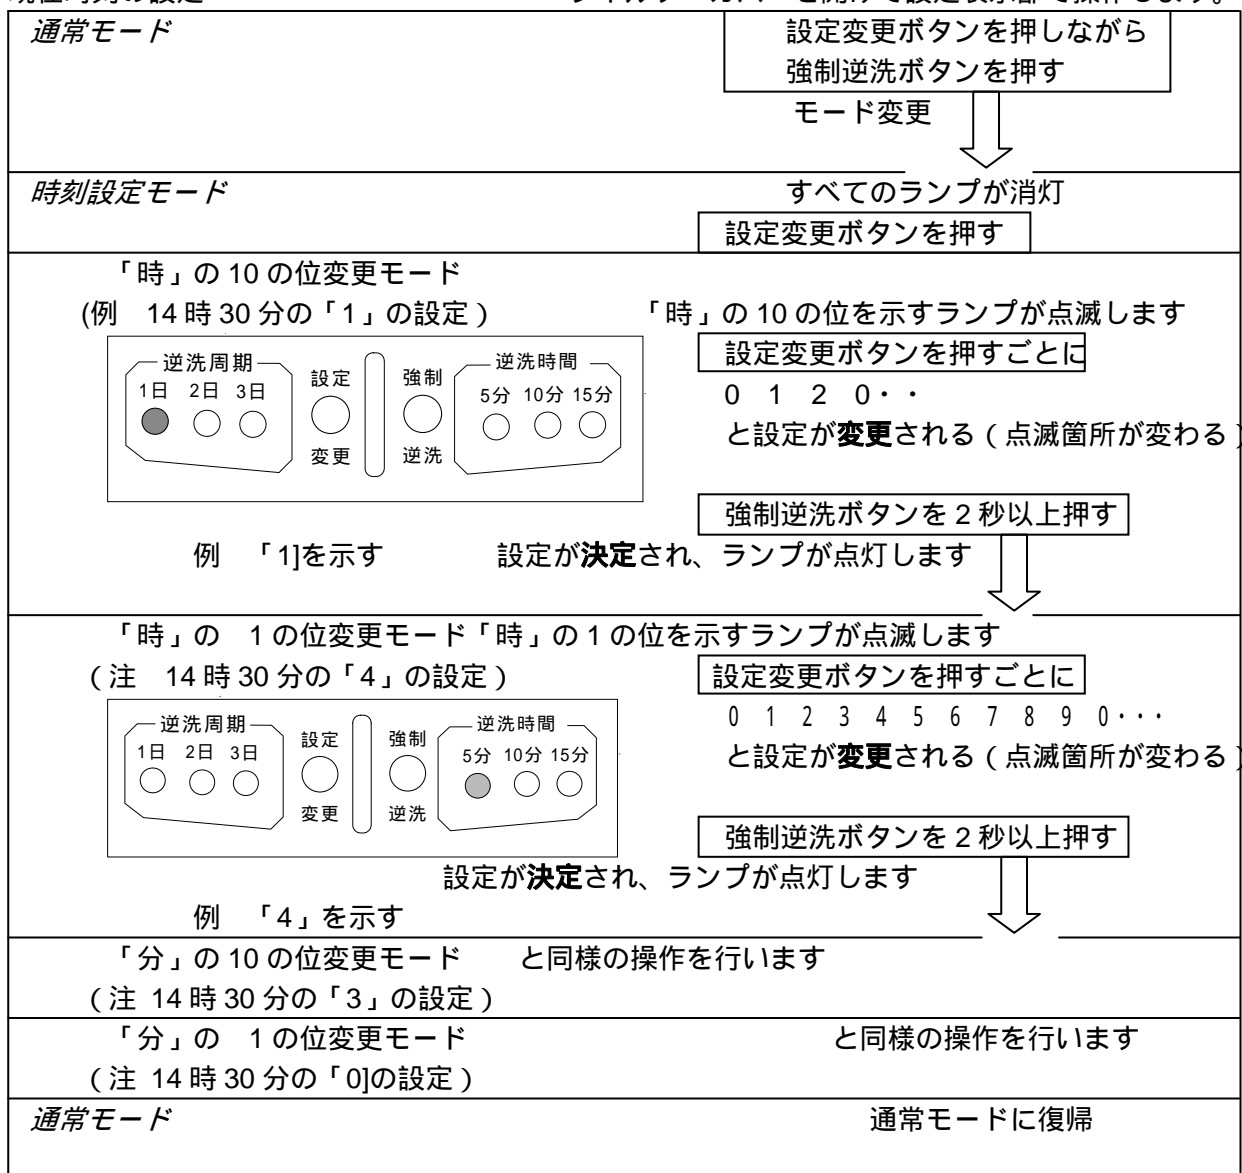 通常モード　設定変更ボタンを押しながら
強制逆洗ボタンを押す
モード変更
時刻設定モード　すべてのランプが消灯
設定変更ボタンを押す
「時」の 10 の位変更モード
(例　14 時 30 分の「1」の設定）　「時」の 10 の位を示すランプが点滅します
設定変更ボタンを押すごとに
0　1　2　0・・
と設定が変更される（点滅箇所が変わる）
逆洗周期　逆洗時間
1日　2日　3日　設定　強制　5分　10分　15分
変更　逆洗
強制逆洗ボタンを２秒以上押す
例　「1]を示す　設定が決定され、ランプが点灯します
「時」の　1 の位変更モード「時」の 1 の位を示すランプが点滅します
（注　14 時 30 分の「4」の設定）　設定変更ボタンを押すごとに
0　1　2　3　4　5　6　7　8　9　0・・・
と設定が変更される（点滅箇所が変わる）
逆洗周期　逆洗時間
1日　2日　3日　設定　強制　5分　10分　15分
変更　逆洗
強制逆洗ボタンを２秒以上押す
設定が決定され、ランプが点灯します
例　「4」を示す
「分」の 10 の位変更モード　と同様の操作を行います
（注 14 時 30 分の「3」の設定）
「分」の　1 の位変更モード　と同様の操作を行います
（注 14 時 30 分の「0]の設定）
通常モード　通常モードに復帰